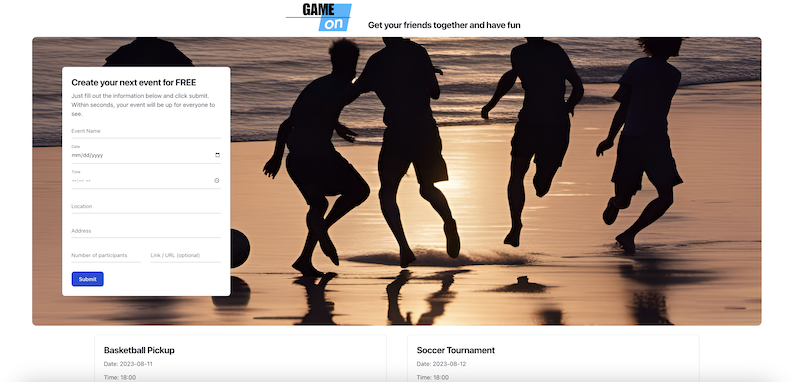 GAME
on
Get your friends together and have fun
Create your next event for FREE
Just fill out the information below and click submit.
Within seconds, your event will be up for everyone to
see.
Event Name
Date
mm/dd/yyyy
Time
--:-- --
Location
Address
Number of participants
Link / URL (optional)
Submit
Basketball Pickup
Date: 2023-08-11
Time: 18:00
Soccer Tournament
Date: 2023-08-12
Time: 18:00